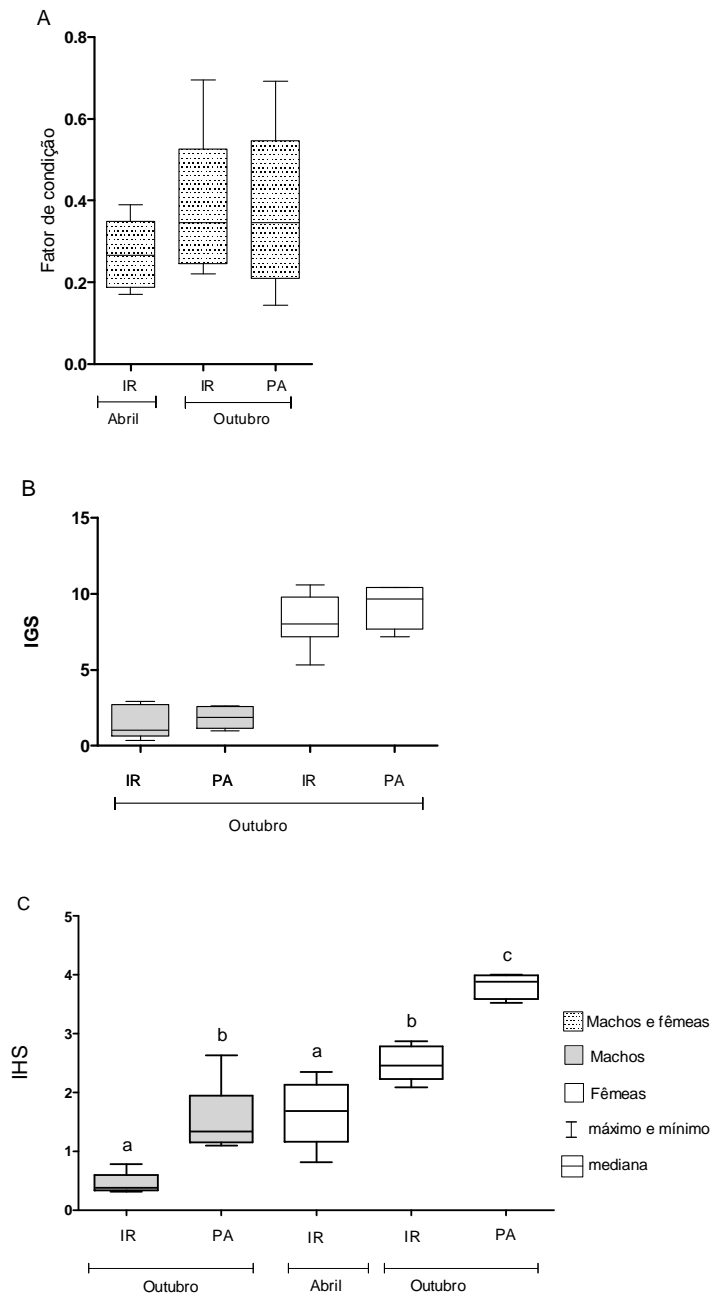 A
Fator de condição
0.8
0.6
0.4
0.2
0.0
IR IR PA
Abril Outubro
B
IGS
15
10
5
0
IR PA IR PA
Outubro
C
IHS
5
4
3
2
1
0
a b a b c
IR PA IR IR PA
Outubro Abril Outubro
Machos e fêmeas
Machos
Fêmeas
máximo e mínimo
mediana